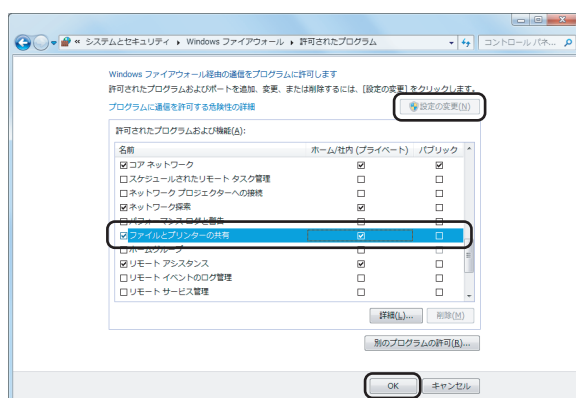 « システムとセキュリティ ▸ Windows ファイアウォール ▸ 許可されたプログラム
コントロール パネ...
Windows ファイアウォール経由の通信をプログラムに許可します
許可されたプログラムおよびポートを追加、変更、または削除するには、[設定の変更] をクリックします。
プログラムに通信を許可する危険性の詳細
設定の変更(N)
許可されたプログラムおよび機能(A):
名前 ホーム/社内 (プライベート) パブリック
コア ネットワーク
スケジュールされたリモート タスク管理
ネットワーク プロジェクターへの接続
ネットワーク探索
パフォーマンス ログと警告
ファイルとプリンターの共有
ホームグループ
リモート アシスタンス
リモート イベントのログ管理
リモート サービス管理
詳細(L)... 削除(M)
別のプログラムの許可(R)...
OK キャンセル